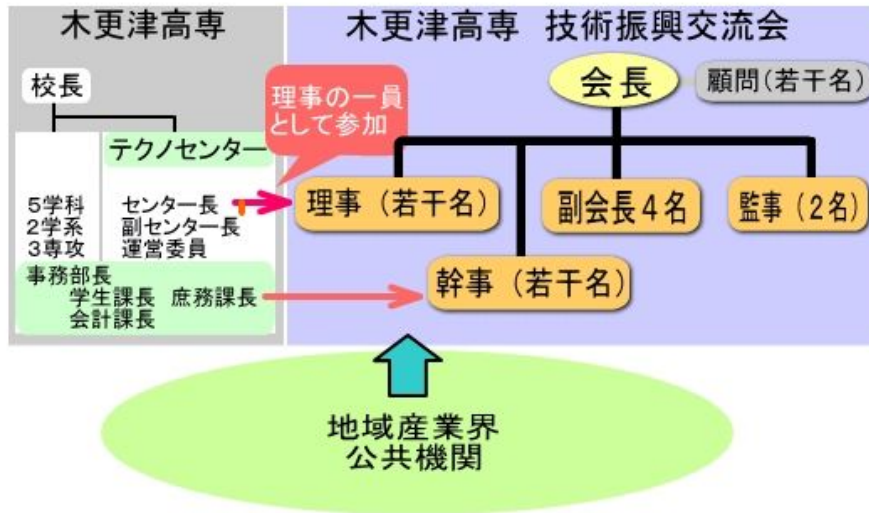 木更津高専
木更津高専 技術振興交流会
校長
テクノセンター
5学科
2学系
3専攻
センター長
副センター長
運営委員
事務部長
学生課長 庶務課長
会計課長
理事の一員
として参加
会長
顧問(若干名)
理事(若干名)
副会長4名
監事(2名)
幹事(若干名)
地域産業界
公共機関